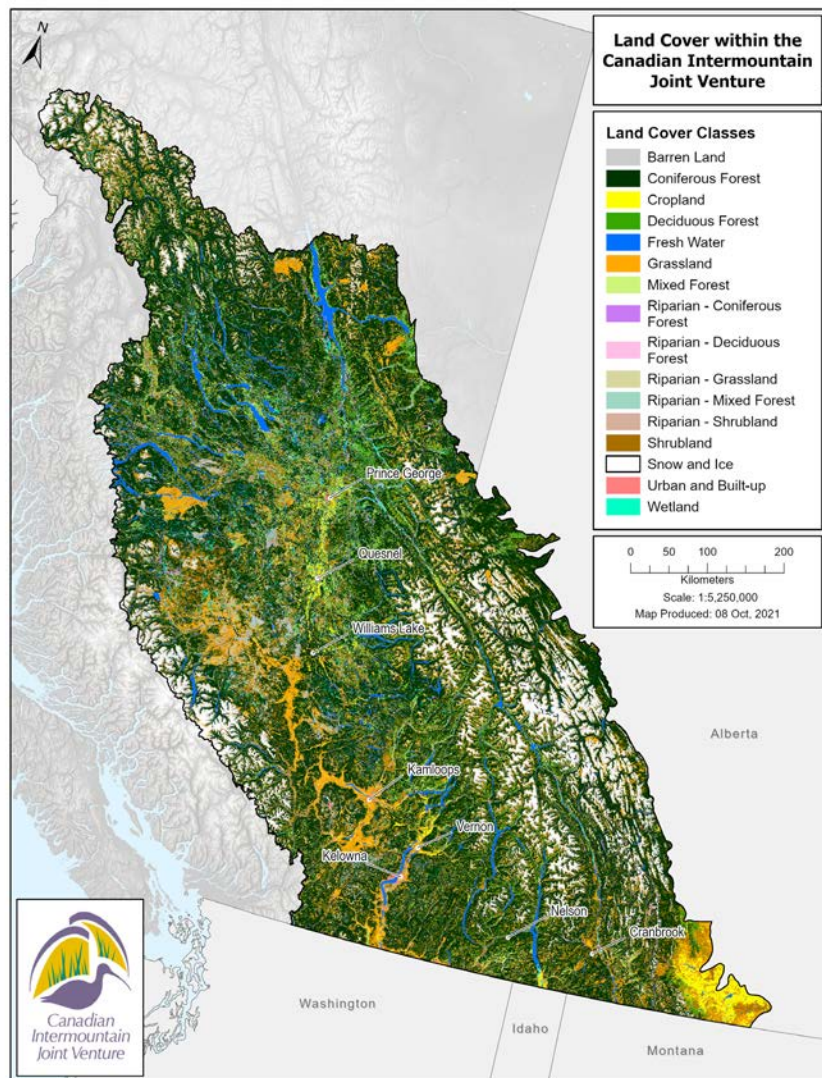 N
Land Cover within the
Canadian Intermountain
Joint Venture
Land Cover Classes
Barren Land
Coniferous Forest
Cropland
Deciduous Forest
Fresh Water
Grassland
Mixed Forest
Riparian - Coniferous
Forest
Riparian - Deciduous
Forest
Riparian - Grassland
Riparian - Mixed Forest
Riparian - Shrubland
Shrubland
Snow and Ice
Urban and Built-up
Wetland
0 50 100 200
Kilometers
Scale: 1:5,250,000
Map Produced: 08 Oct, 2021
Prince George
Quesnel
Williams Lake
Alberta
Kamloops
Vernon
Kelowna
Nelson
Cranbrook
Washington
Idaho
Montana
Canadian
Intermountain
Joint Venture